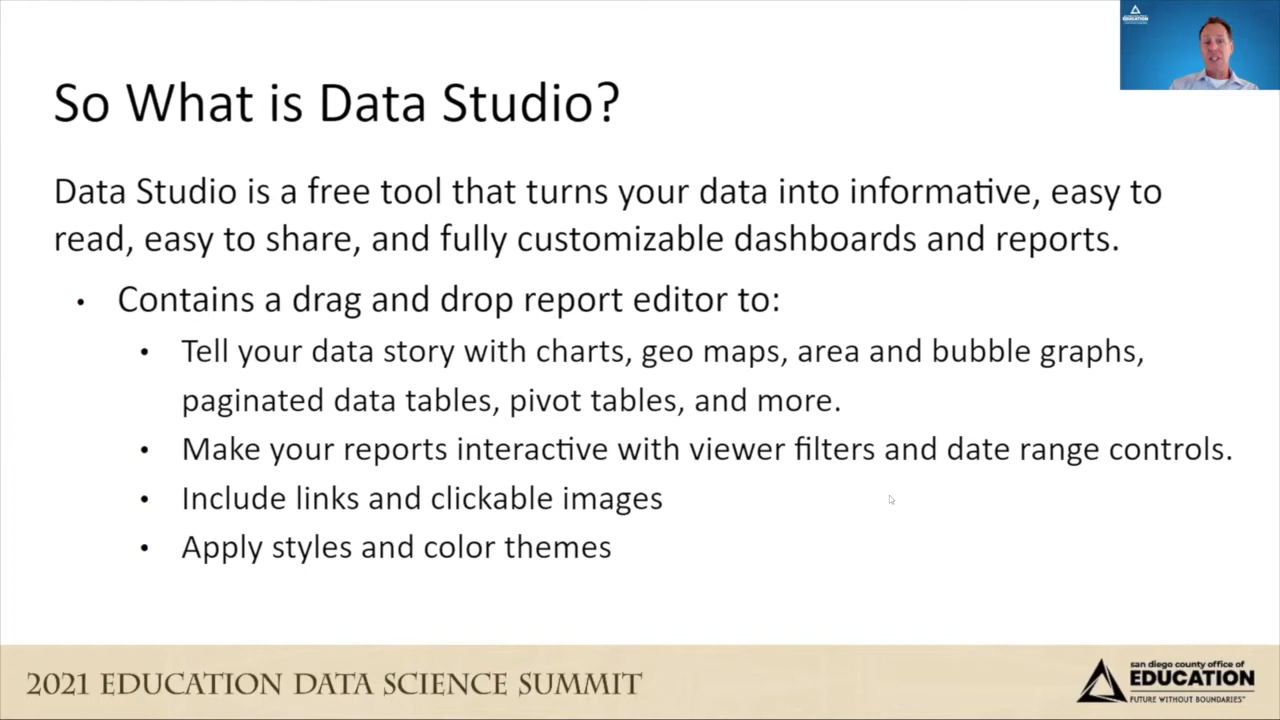 EDUCATION
So What is Data Studio?
Data Studio is a free tool that turns your data into informative, easy to
read, easy to share, and fully customizable dashboards and reports.
• Contains a drag and drop report editor to:
• Tell your data story with charts, geo maps, area and bubble graphs,
paginated data tables, pivot tables, and more.
• Make your reports interactive with viewer filters and date range controls.
• Include links and clickable images
• Apply styles and color themes
2021 EDUCATION DATA SCIENCE SUMMIT
san diego county office of
EDUCATION
FUTURE WITHOUT BOUNDARIES™